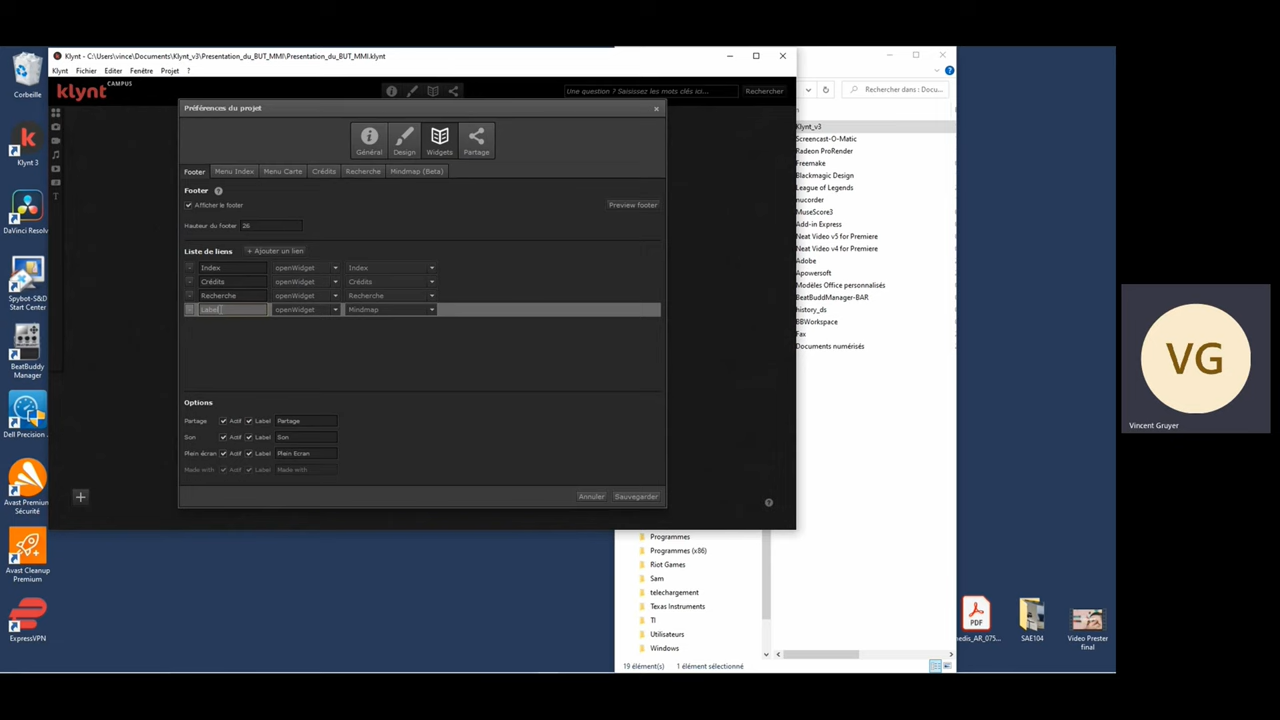 Klynt - C:\Users\vince\Documents\Klynt_v3\Presentation_du_BUT_MMI\Presentation_du_BUT_MMI.klynt
Klynt Fichier Editer Fenêtre Projet ?
klynt CAMPUS
Une question ? Saisissez les mots clés ici...
Rechercher
Préférences du projet
Général Design Widgets Partage
Footer Menu Index Menu Carte Crédits Recherche Mindmap (Beta)
Footer ?
Afficher le footer
Preview footer
Hauteur du footer 26
Liste de liens + Ajouter un lien
Index openWidget Index
Crédits openWidget Crédits
Recherche openWidget Recherche
Label openWidget Mindmap
Options
Partage Actif Label Partage
Son Actif Label Son
Plein écran Actif Label Plein Ecran
Made with Actif Label Made with
Annuler Sauvegarder
Corbeille
Klynt 3
DaVinci Resolv
Spybot-S&D
Start Center
BeatBuddy
Manager
Dell Precision
Avast Premium
Sécurité
Avast Cleanup
Premium
ExpressVPN
Rechercher dans : Docu...
Klynt_v3
Screencast-O-Matic
Radeon ProRender
Freemake
Blackmagic Design
League of Legends
nucorder
MuseScore3
Add-in Express
Neat Video v5 for Premiere
Neat Video v4 for Premiere
Adobe
Apowersoft
Modèles Office personnalisés
BeatBuddManager-BAR
history_ds
BBWorkspace
Fax
Documents numérisés
Programmes
Programmes (x86)
Riot Games
Sam
telechargement
Texas Instruments
TI
Utilisateurs
Windows
19 élément(s) 1 élément sélectionné
PDF
nedis_AR_075...
SAE104
Video Prester
final
VG
Vincent Gruyer